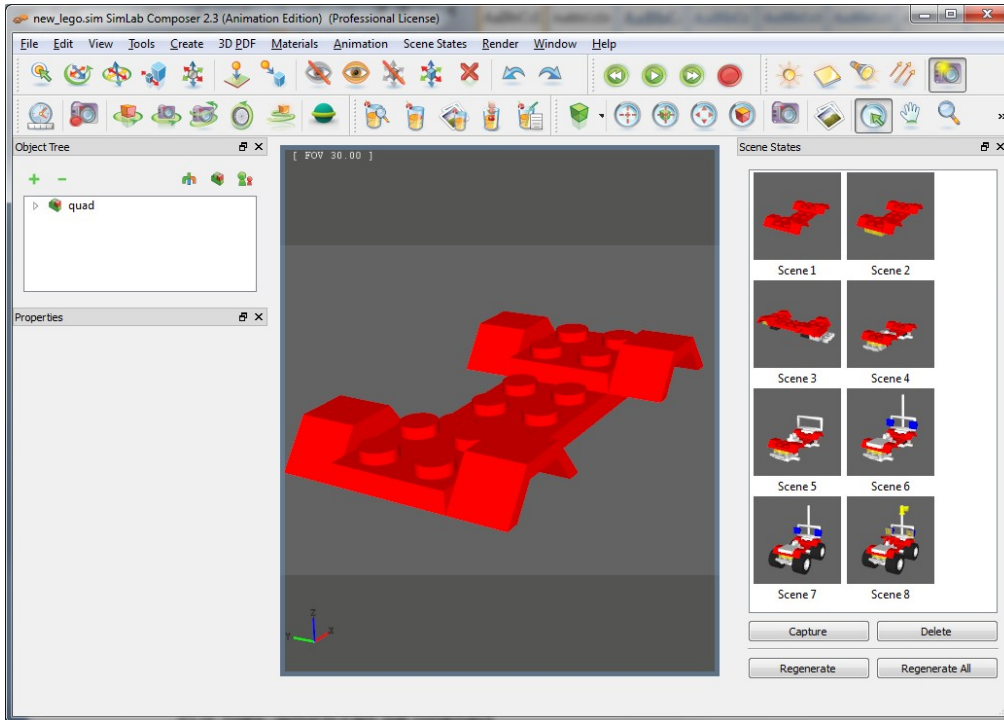 new_lego.sim SimLab Composer 2.3 (Animation Edition) (Professional License)
File Edit View Tools Create 3D PDF Materials Animation Scene States Render Window Help
Object Tree
quad
Properties
[ FOV 30.00 ]
Z
Y
X
Scene States
Scene 1 Scene 2
Scene 3 Scene 4
Scene 5 Scene 6
Scene 7 Scene 8
Capture Delete
Regenerate Regenerate All